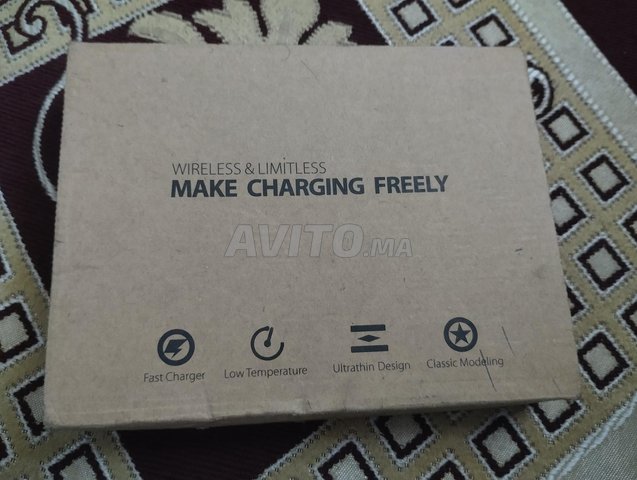 WIRELESS & LIMITLESS
MAKE CHARGING FREELY
AVITO.MA
Fast Charger
Low Temperature
Ultrathin Design
Classic Modeling